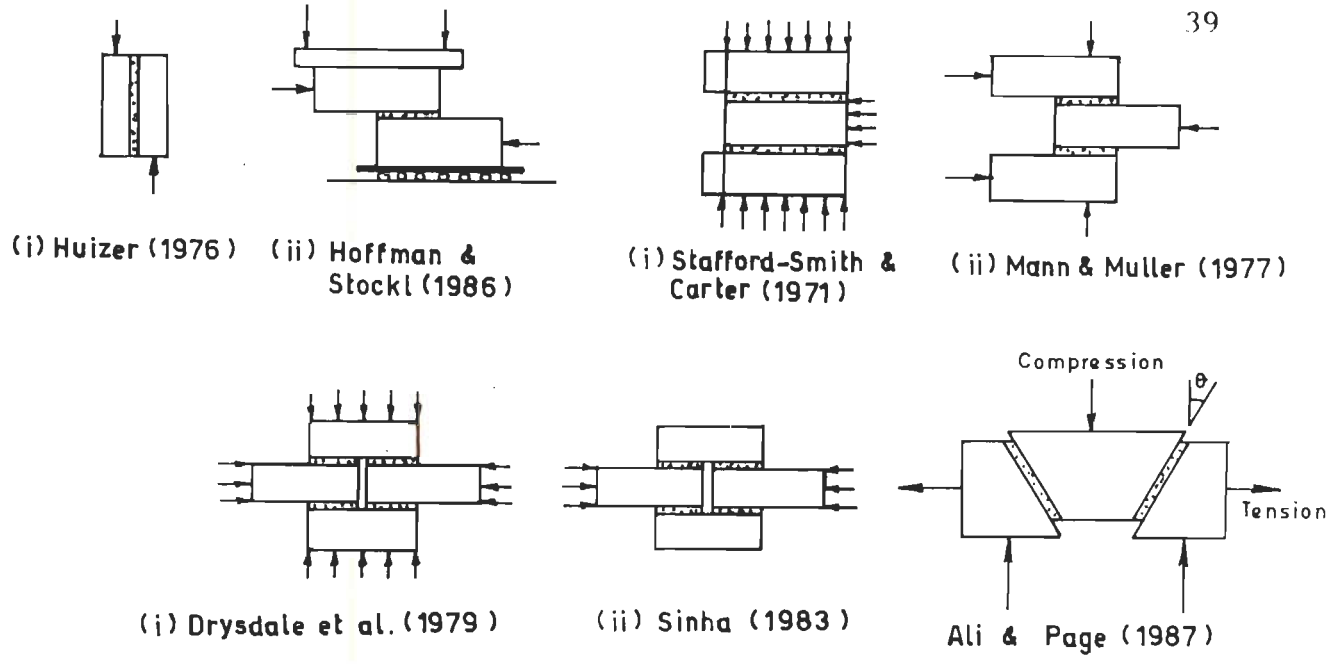 39
(i) Huizer (1976)
(ii) Hoffman &
Stockl (1986)
(i) Stafford-Smith &
Carter (1971)
(ii) Mann & Muller (1977)
Compression
θ
Tension
(i) Drysdale et al. (1979)
(ii) Sinha (1983)
Ali & Page (1987)